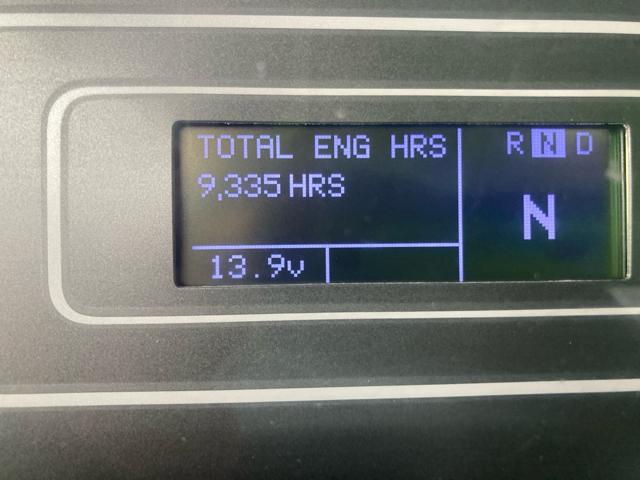 TOTAL ENG HRS
9,335 HRS
13.9v
R N D
N